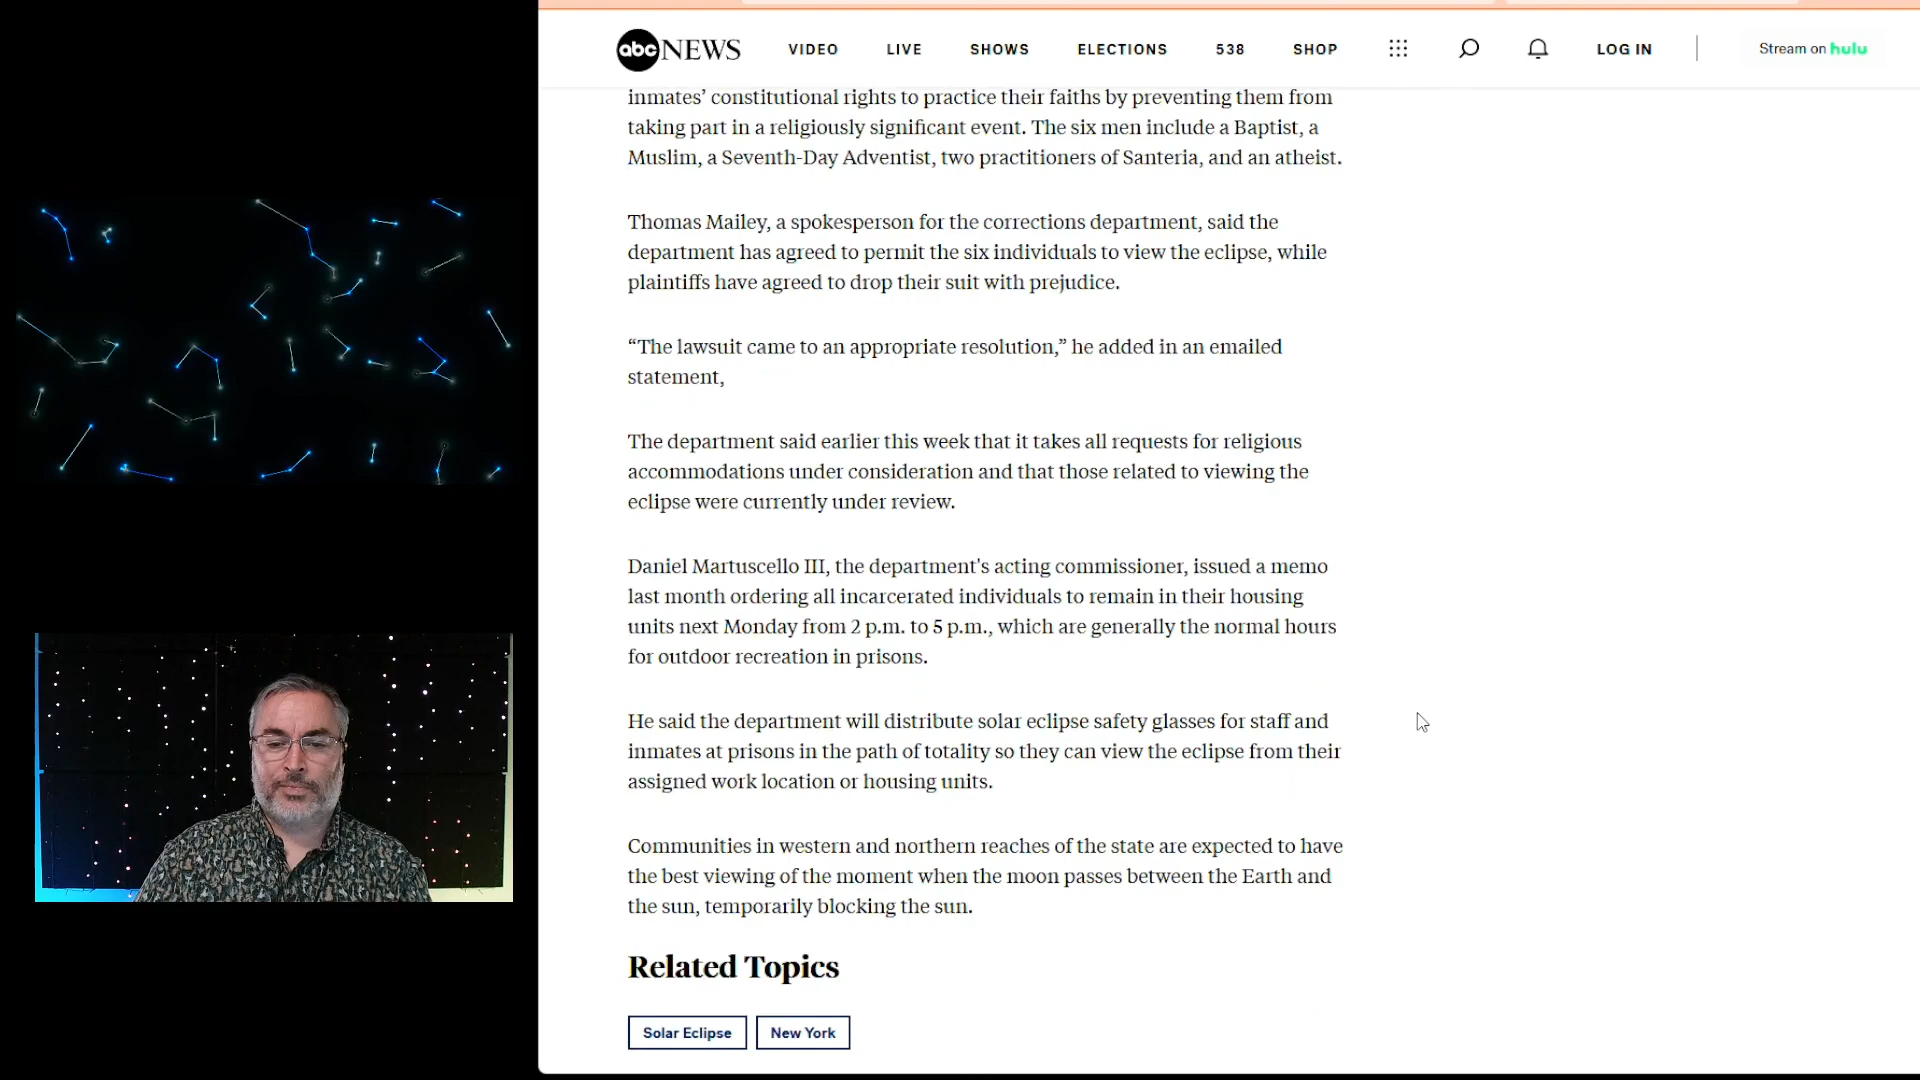 abc NEWS
VIDEO LIVE SHOWS ELECTIONS 538 SHOP LOG IN Stream on hulu
inmates’ constitutional rights to practice their faiths by preventing them from
taking part in a religiously significant event. The six men include a Baptist, a
Muslim, a Seventh-Day Adventist, two practitioners of Santeria, and an atheist.
Thomas Mailey, a spokesperson for the corrections department, said the
department has agreed to permit the six individuals to view the eclipse, while
plaintiffs have agreed to drop their suit with prejudice.
“The lawsuit came to an appropriate resolution,” he added in an emailed
statement,
The department said earlier this week that it takes all requests for religious
accommodations under consideration and that those related to viewing the
eclipse were currently under review.
Daniel Martuscello III, the department's acting commissioner, issued a memo
last month ordering all incarcerated individuals to remain in their housing
units next Monday from 2 p.m. to 5 p.m., which are generally the normal hours
for outdoor recreation in prisons.
He said the department will distribute solar eclipse safety glasses for staff and
inmates at prisons in the path of totality so they can view the eclipse from their
assigned work location or housing units.
Communities in western and northern reaches of the state are expected to have
the best viewing of the moment when the moon passes between the Earth and
the sun, temporarily blocking the sun.
Related Topics
Solar Eclipse New York